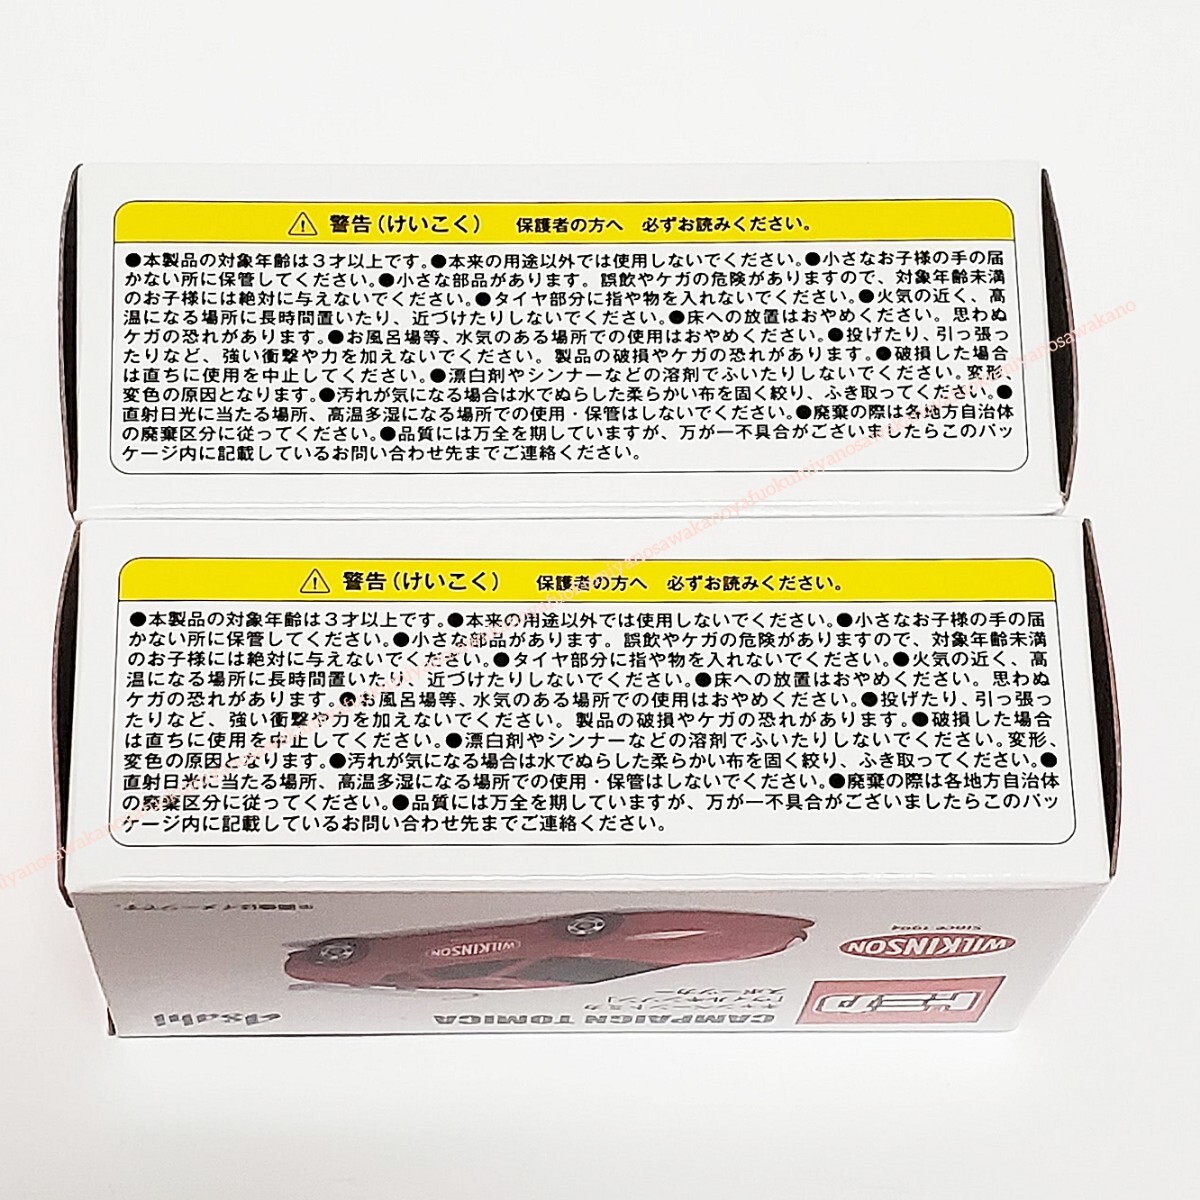 ⚠ 警告(けいこく) 保護者の方へ 必ずお読みください。
●本製品の対象年齢は3才以上です。●本来の用途以外では使用しないでください。●小さなお子様の手の届
かない所に保管してください。●小さな部品があります。誤飲やケガの危険がありますので、対象年齢未満
のお子様には絶対に与えないでください。●タイヤ部分に指や物を入れないでください。●火気の近く、高
温になる場所に長時間置いたり、近づけたりしないでください。●床への放置はおやめください。思わぬ
ケガの恐れがあります。●お風呂場等、水気のある場所での使用はおやめください。●投げたり、引っ張っ
たりなど、強い衝撃や力を加えないでください。製品の破損やケガの恐れがあります。●破損した場合
は直ちに使用を中止してください。●漂白剤やシンナーなどの溶剤でふいたりしないでください。変形、
変色の原因となります。●汚れが気になる場合は水でぬらした柔らかい布を固く絞り、ふき取ってください。●
直射日光に当たる場所、高温多湿になる場所での使用・保管はしないでください。●廃棄の際は各地方自治体
の廃棄区分に従ってください。●品質には万全を期していますが、万が一不具合がございましたらこのパッ
ケージ内に記載しているお問い合わせ先までご連絡ください。
⚠ 警告(けいこく) 保護者の方へ 必ずお読みください。
●本製品の対象年齢は3才以上です。●本来の用途以外では使用しないでください。●小さなお子様の手の届
かない所に保管してください。●小さな部品があります。誤飲やケガの危険がありますので、対象年齢未満
のお子様には絶対に与えないでください。●タイヤ部分に指や物を入れないでください。●火気の近く、高
温になる場所に長時間置いたり、近づけたりしないでください。●床への放置はおやめください。思わぬ
ケガの恐れがあります。●お風呂場等、水気のある場所での使用はおやめください。●投げたり、引っ張っ
たりなど、強い衝撃や力を加えないでください。製品の破損やケガの恐れがあります。●破損した場合
は直ちに使用を中止してください。●漂白剤やシンナーなどの溶剤でふいたりしないでください。変形、
変色の原因となります。●汚れが気になる場合は水でぬらした柔らかい布を固く絞り、ふき取ってください。●
直射日光に当たる場所、高温多湿になる場所での使用・保管はしないでください。●廃棄の際は各地方自治体
の廃棄区分に従ってください。●品質には万全を期していますが、万が一不具合がございましたらこのパッ
ケージ内に記載しているお問い合わせ先までご連絡ください。
トミカ
CAMPAIGN TOMICA
キャンペーントミカ
「ウィルキンソン」
スポーツカー
WILKINSON
SINCE 1904
WILKINSON
Asahi
※画像はイメージです。